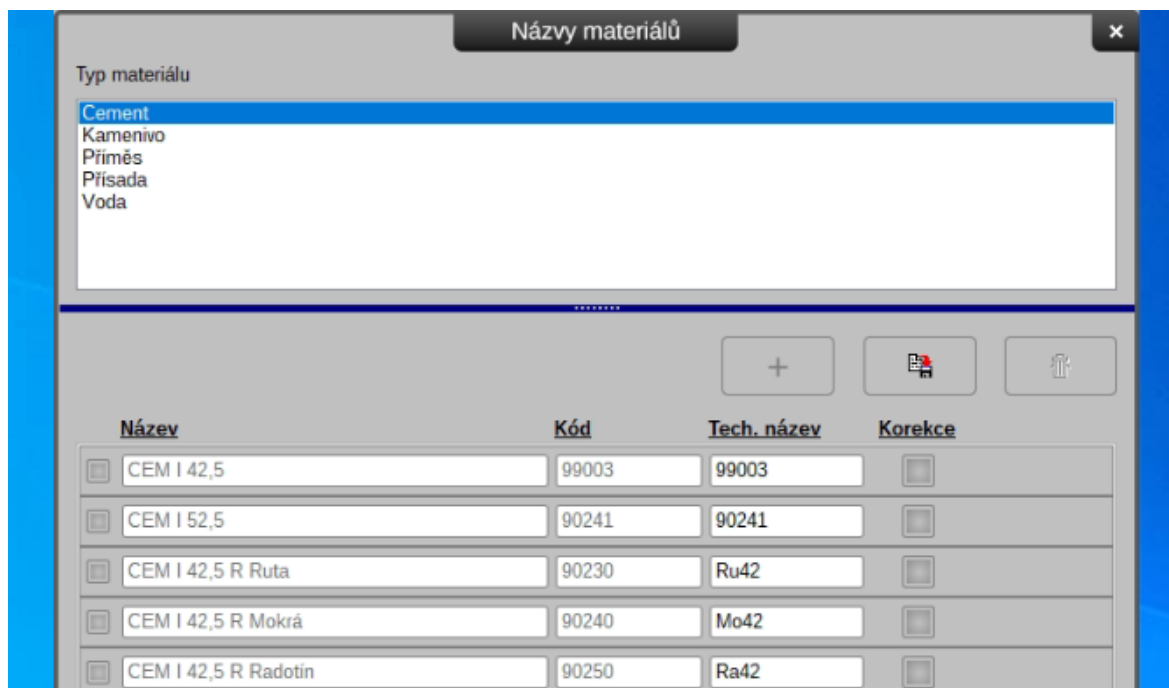 Názvy materiálů
Typ materiálu
Cement
Kamenivo
Příměs
Přísada
Voda
Název Kód Tech. název Korekce
CEM I 42,5 99003 99003
CEM I 52,5 90241 90241
CEM I 42,5 R Ruta 90230 Ru42
CEM I 42,5 R Mokrá 90240 Mo42
CEM I 42,5 R Radotín 90250 Ra42